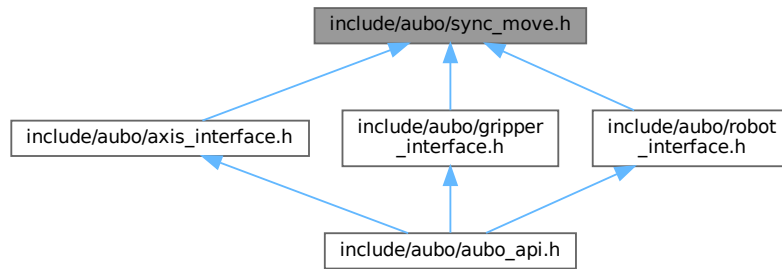 include/aubo/sync_move.h
include/aubo/axis_interface.h
include/aubo/gripper
_interface.h
include/aubo/robot
_interface.h
include/aubo/aubo_api.h